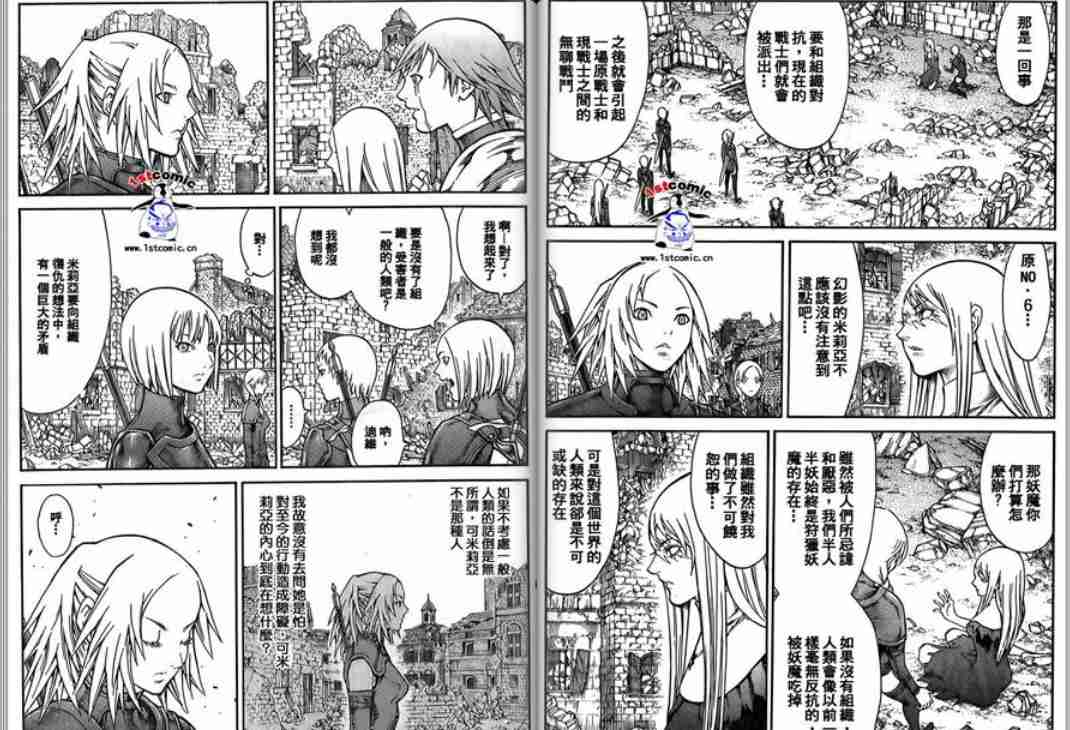 那是一回事
要和組織對
抗，現在的
戰士們就會
被派出…
之後就會引起
一場原戰士和
現戰士之間的
無聊戰鬥
1stcomic
www.1stcomic.cn
原NO.6…
幻影的米莉亞不
應該沒有注意到
這點吧…
那妖魔你
們打算怎
麼辦？
雖然被人們所忌諱
和厭惡，我們半人
半妖始終是狩獵妖
魔的存在…
如果沒有組織，
人類會像以前一
樣毫無反抗的
被妖魔吃掉
組織雖然對我
們做了不可饒
恕的事…
可是對這個世界的
人類來說卻是不可
或缺的存在
1stcomic
www.1stcomic.cn
啊—對了，
我想起來了
要是沒有了組
織，受害者是
一般的人類吧？
我都沒
想到呢
吶，
迪維
……
對…
米莉亞要向組織
復仇的想法中，
有一個巨大的矛盾
如果不考慮一般
人類的話倒是無
所謂，可米莉亞
不是那種人
我故意沒有去問她是怕
對至今的行動造成障礙…可米
莉亞的內心到底在想什麼？
呼…